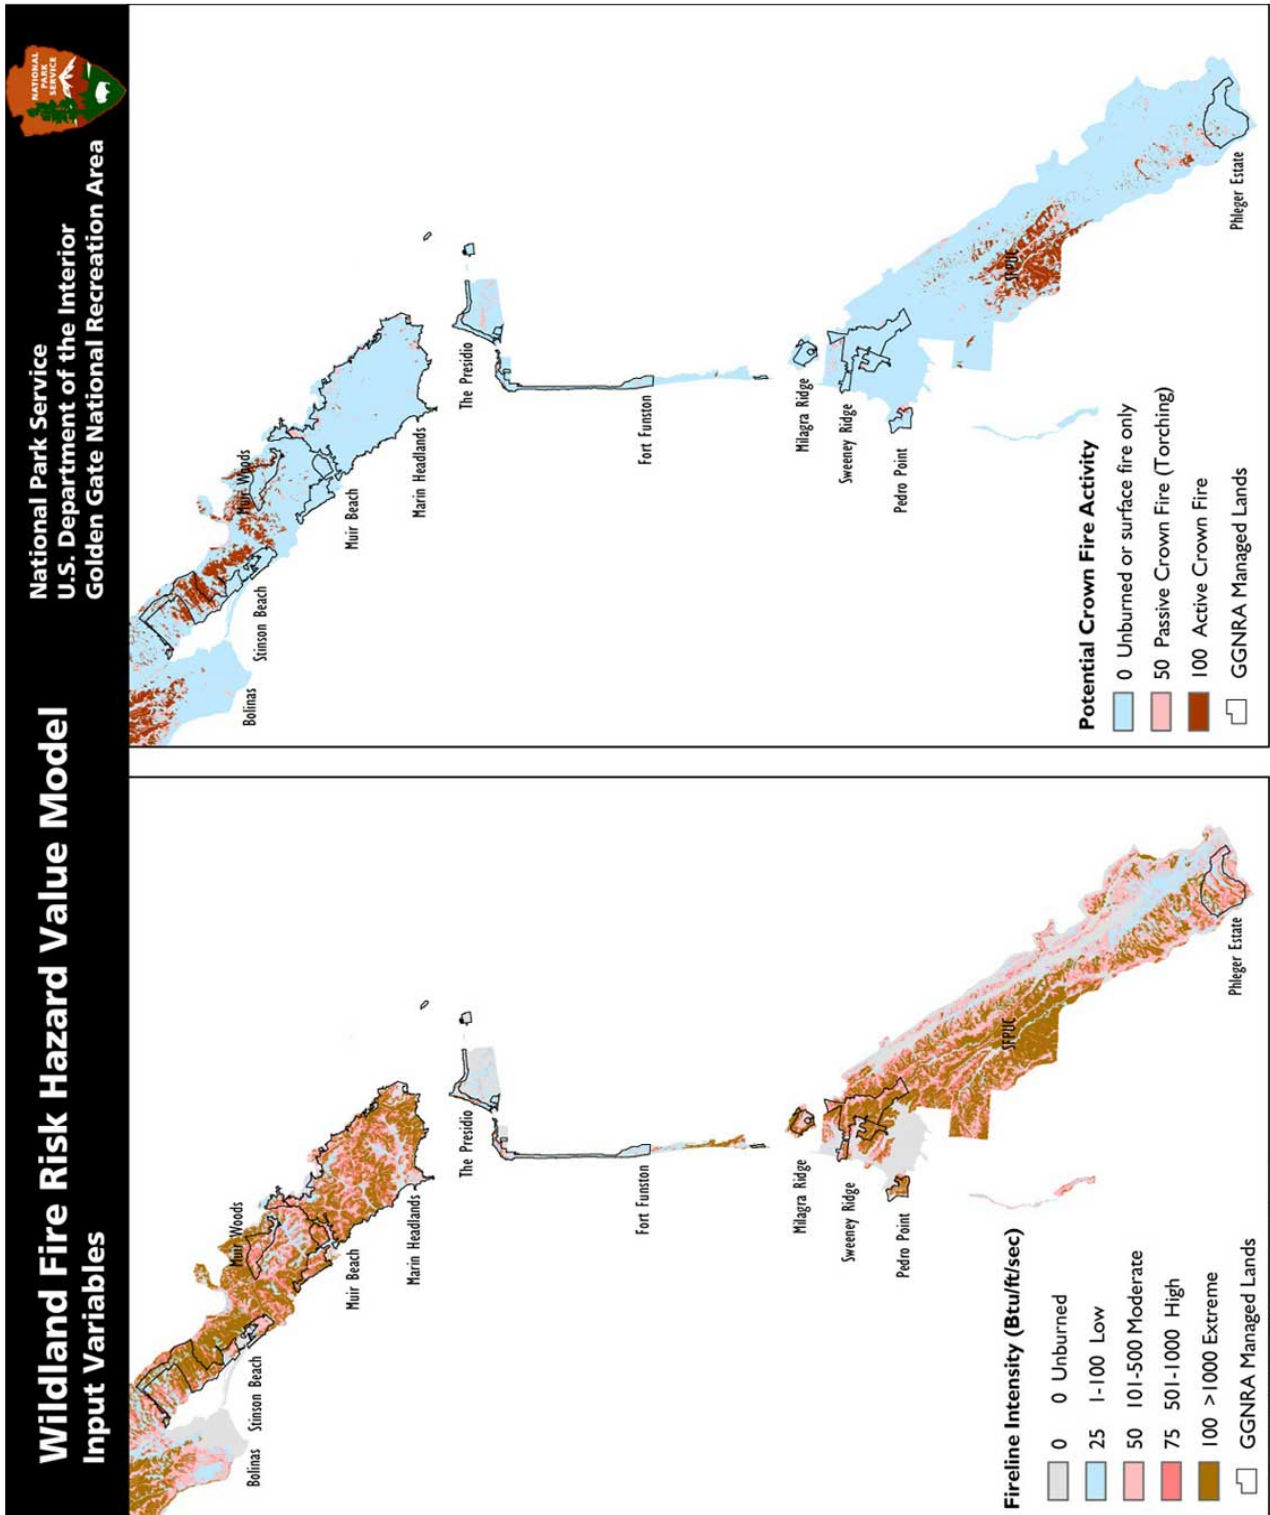 Wildland Fire Risk Hazard Value Model
Input Variables
National Park Service
U.S. Department of the Interior
Golden Gate National Recreation Area
NATIONAL
PARK
SERVICE
Bolinas
Stinson Beach
Muir Woods
Muir Beach
Marin Headlands
The Presidio
Fort Funston
Milagra Ridge
Sweeney Ridge
Pedro Point
SFPUC
Phleger Estate
Fireline Intensity (Btu/ft/sec)
0 0 Unburned
25 1-100 Low
50 101-500 Moderate
75 501-1000 High
100 >1000 Extreme
GGNRA Managed Lands
Bolinas
Stinson Beach
Muir Woods
Muir Beach
Marin Headlands
The Presidio
Fort Funston
Milagra Ridge
Sweeney Ridge
Pedro Point
SFPUC
Phleger Estate
Potential Crown Fire Activity
0 Unburned or surface fire only
50 Passive Crown Fire (Torching)
100 Active Crown Fire
GGNRA Managed Lands